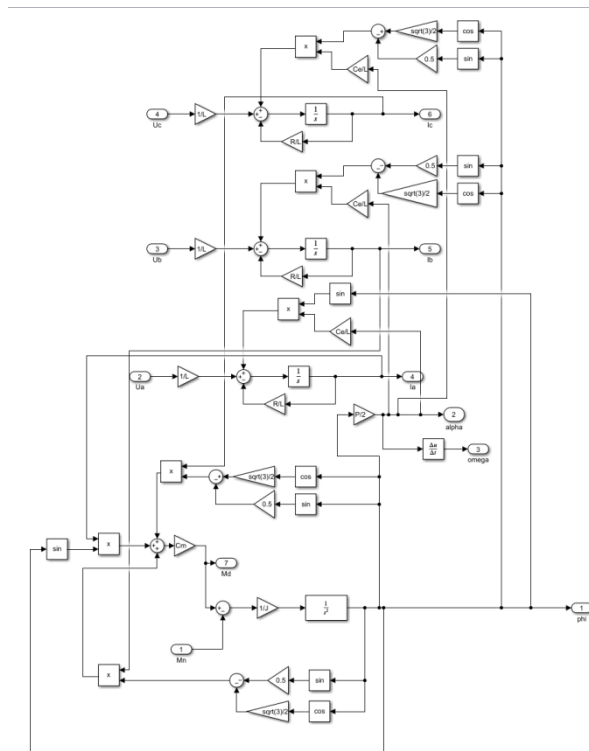 sqrt(3)/2
cos
x
0.5
sin
Ce/L
4
Uc
1/L
1
s
6
Ic
R/L
0.5
sin
x
sqrt(3)/2
cos
Ce/L
3
Ub
1/L
1
s
5
Ib
R/L
sin
x
Ce/L
2
Ua
1/L
1
s
4
Ia
R/L
P/2
2
alpha
Δu
Δt
3
omega
x
sqrt(3)/2
cos
0.5
sin
sin
x
Cm
7
Md
1/J
1
s²
1
phi
1
Mn
x
0.5
sin
sqrt(3)/2
cos